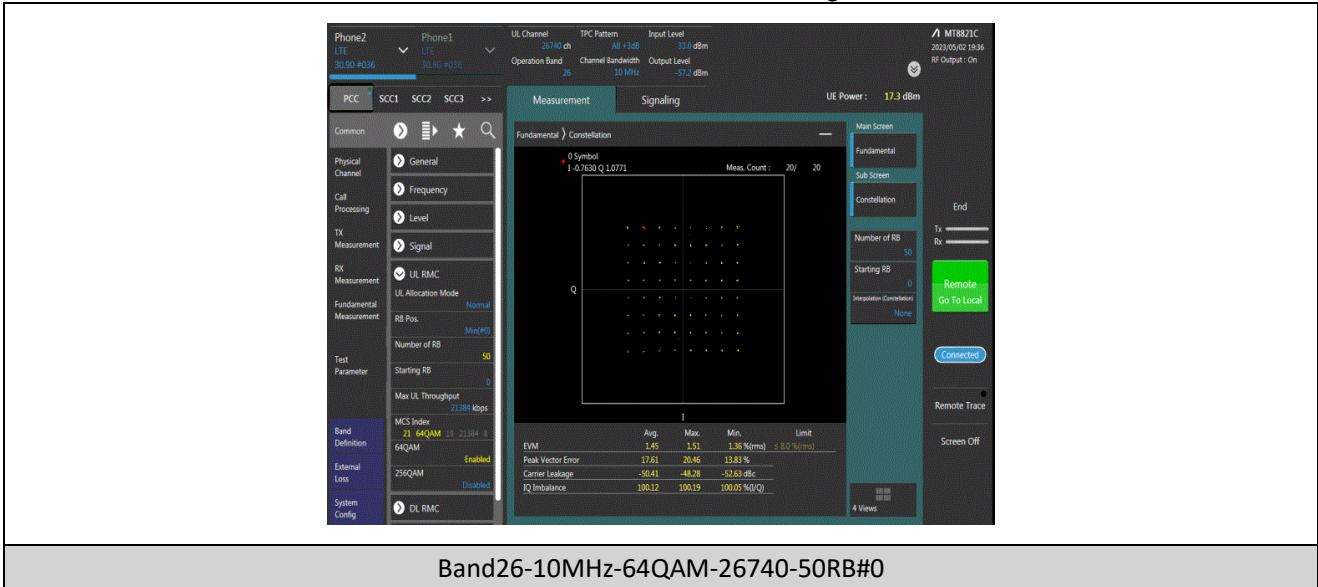 Phone2
LTE
30.90 #036
Phone1
LTE
30.90 #036
UL Channel
26740 ch
TPC Pattern
All +3dB
Input Level
33.0 dBm
Operation Band
26
Channel Bandwidth
10 MHz
Output Level
-57.2 dBm
MT8821C
2023/05/02 19:36
RF Output : On
PCC SCC1 SCC2 SCC3 >>
Measurement Signaling
UE Power : 17.3 dBm
Common
Physical
Channel
Call
Processing
TX
Measurement
RX
Measurement
Fundamental
Measurement
Test
Parameter
Band
Definition
External
Loss
System
Config
General
Frequency
Level
Signal
UL RMC
UL Allocation Mode
Normal
RB Pos.
Min(#0)
Number of RB
50
Starting RB
0
Max UL Throughput
21384 kbps
MCS Index
21 64QAM 19 21384 8
64QAM
Enabled
256QAM
Disabled
DL RMC
Fundamental 〉 Constellation
0 Symbol
I -0.7630 Q 1.0771
Meas. Count : 20/ 20
Q
I
Avg. Max. Min. Limit
EVM 1.45 1.51 1.36 %(rms) ≤ 8.0 %(rms)
Peak Vector Error 17.61 20.46 13.83 %
Carrier Leakage -50.41 -48.28 -52.63 dBc
IQ Imbalance 100.12 100.19 100.05 %(I/Q)
Main Screen
Fundamental
Sub Screen
Constellation
Number of RB
50
Starting RB
0
Interpolation (Constellation)
None
4 Views
End
Tx
Rx
Remote
Go To Local
Connected
Remote Trace
Screen Off
Band26-10MHz-64QAM-26740-50RB#0